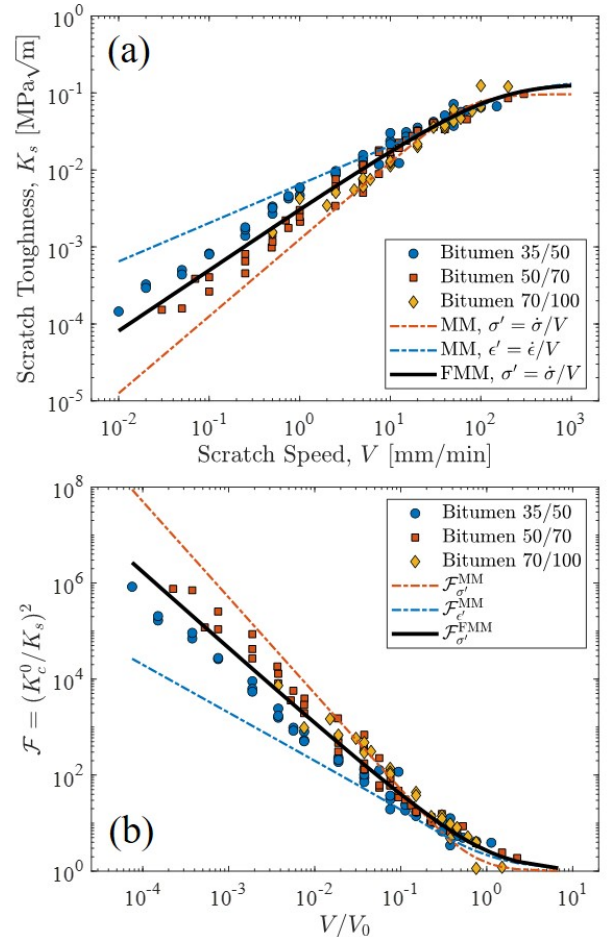 (a)
Scratch Toughness, K_s [MPa√m]
10^0
10^-1
10^-2
10^-3
10^-4
10^-5
Bitumen 35/50
Bitumen 50/70
Bitumen 70/100
MM, σ′ = σ̇/V
MM, ϵ′ = ϵ̇/V
FMM, σ′ = σ̇/V
10^-2 10^-1 10^0 10^1 10^2 10^3
Scratch Speed, V [mm/min]
(b)
F = (K_c^0/K_s)^2
10^8
10^6
10^4
10^2
10^0
Bitumen 35/50
Bitumen 50/70
Bitumen 70/100
F_σ′^MM
F_ϵ′^MM
F_σ′^FMM
10^-4 10^-3 10^-2 10^-1 10^0 10^1
V/V_0